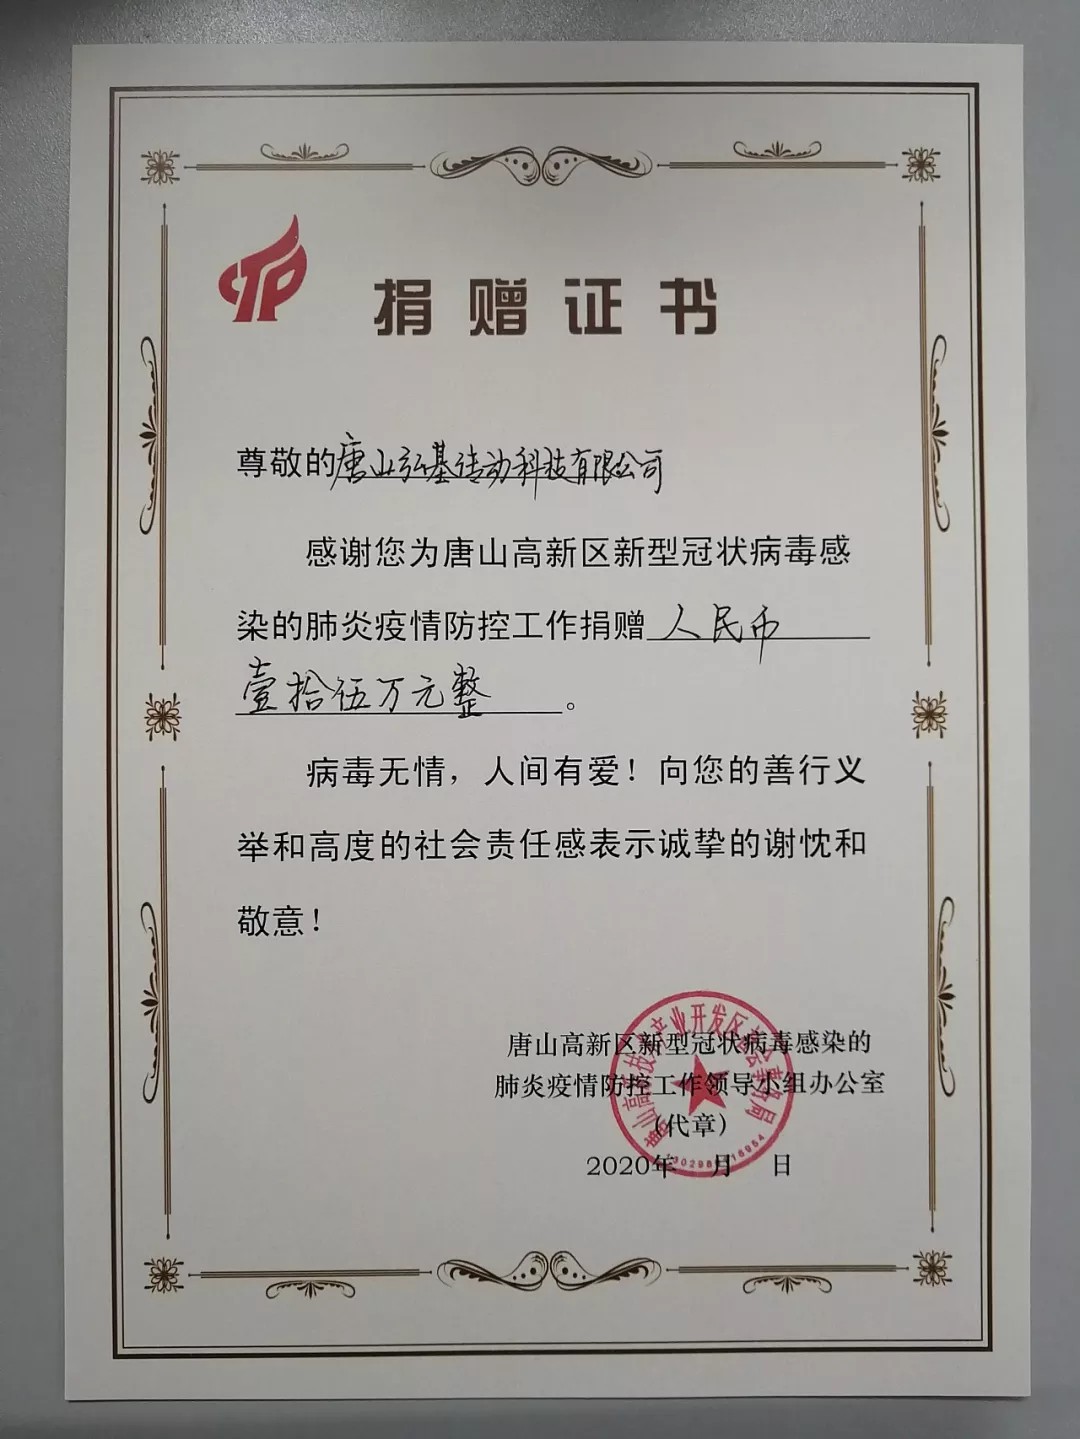 捐赠证书
尊敬的唐山弘基传动科技有限公司
感谢您为唐山高新区新型冠状病毒感
染的肺炎疫情防控工作捐赠人民币
壹拾伍万元整。
病毒无情，人间有爱！向您的善行义
举和高度的社会责任感表示诚挚的谢忱和
敬意！
唐山高新区新型冠状病毒感染的
肺炎疫情防控工作领导小组办公室
（代章）
2020年 月 日